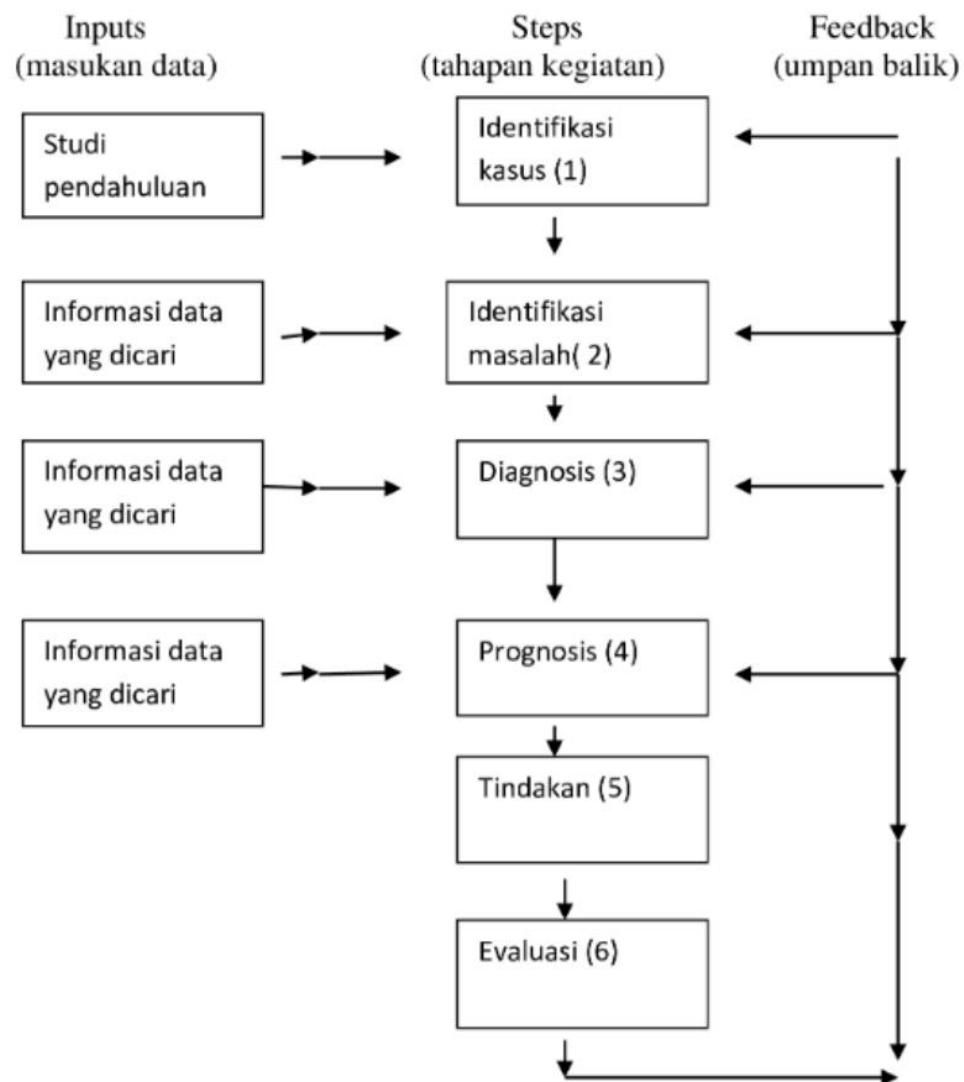 Inputs
(masukan data)
Steps
(tahapan kegiatan)
Feedback
(umpan balik)
Studi
pendahuluan
Identifikasi
kasus (1)
Informasi data
yang dicari
Identifikasi
masalah( 2)
Informasi data
yang dicari
Diagnosis (3)
Informasi data
yang dicari
Prognosis (4)
Tindakan (5)
Evaluasi (6)